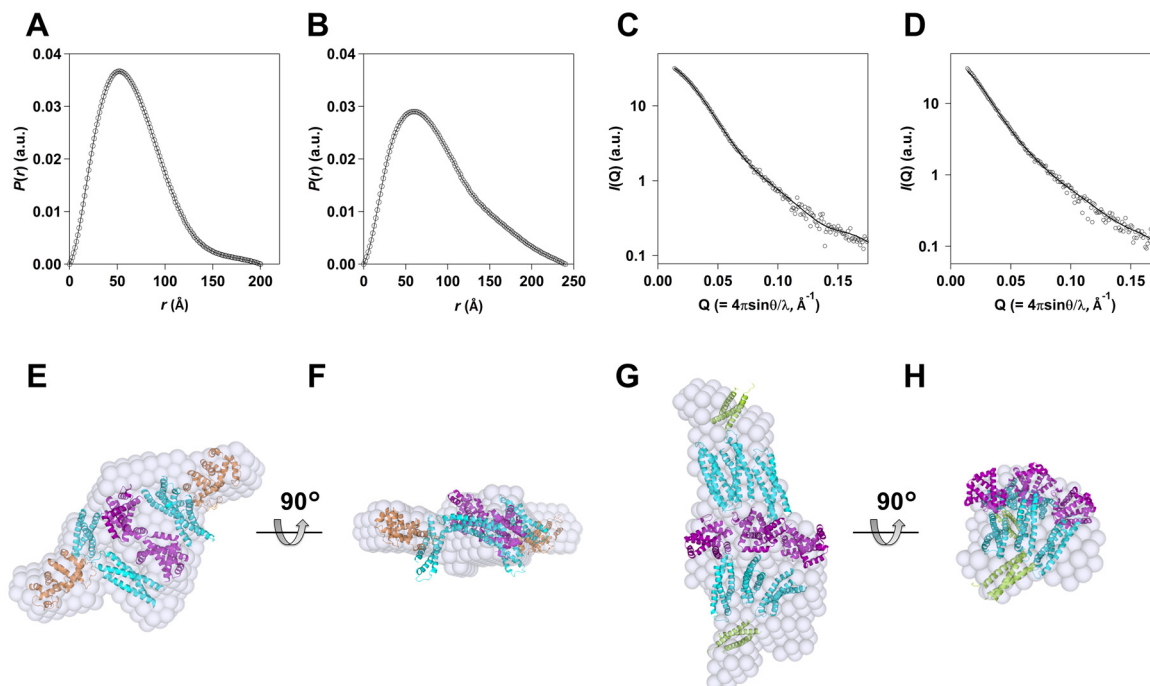 A
B
C
D
0.04
0.03
0.02
0.01
0.00
P(r) (a.u.)
0 50 100 150 200
r (Å)
0.04
0.03
0.02
0.01
0.00
P(r) (a.u.)
0 50 100 150 200 250
r (Å)
10
1
0.1
I(Q) (a.u.)
0.00 0.05 0.10 0.15
Q (= 4πsinθ/λ, Å⁻¹)
10
1
0.1
I(Q) (a.u.)
0.00 0.05 0.10 0.15
Q (= 4πsinθ/λ, Å⁻¹)
E
F
G
H
90°
90°